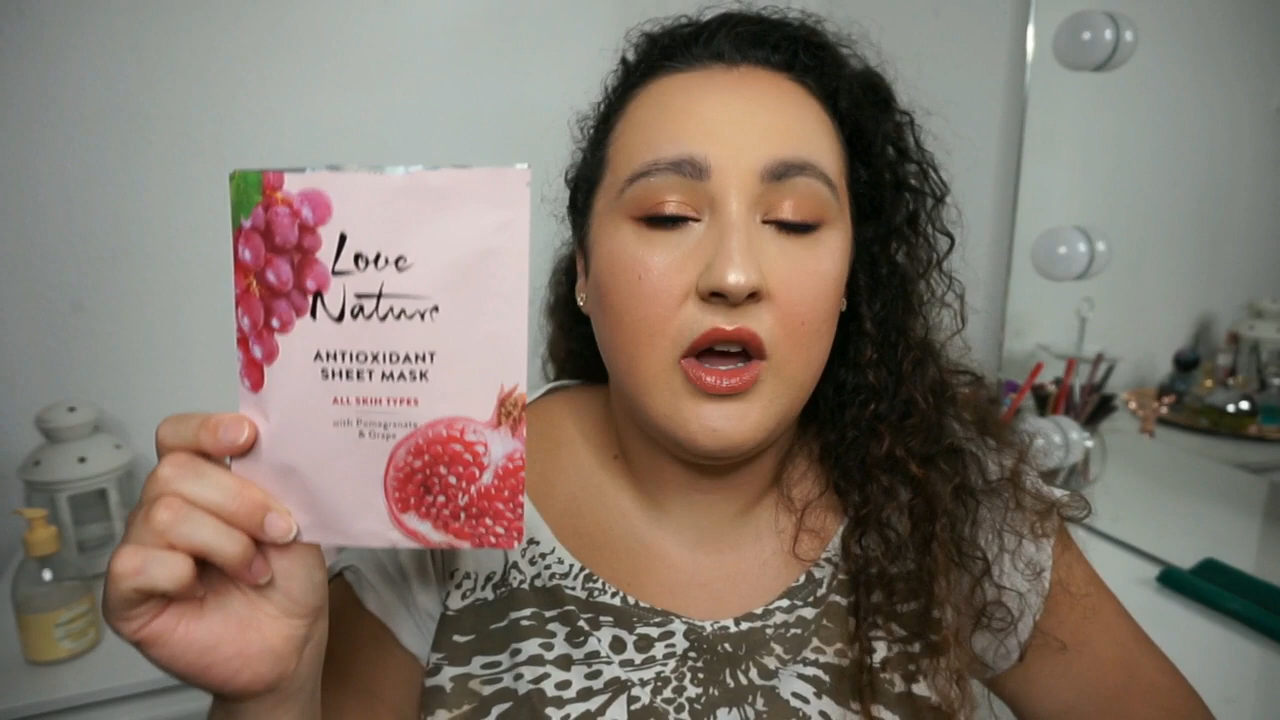 Love
Nature
ANTIOXIDANT
SHEET MASK
ALL SKIN TYPES
with Pomegranate
& Grape